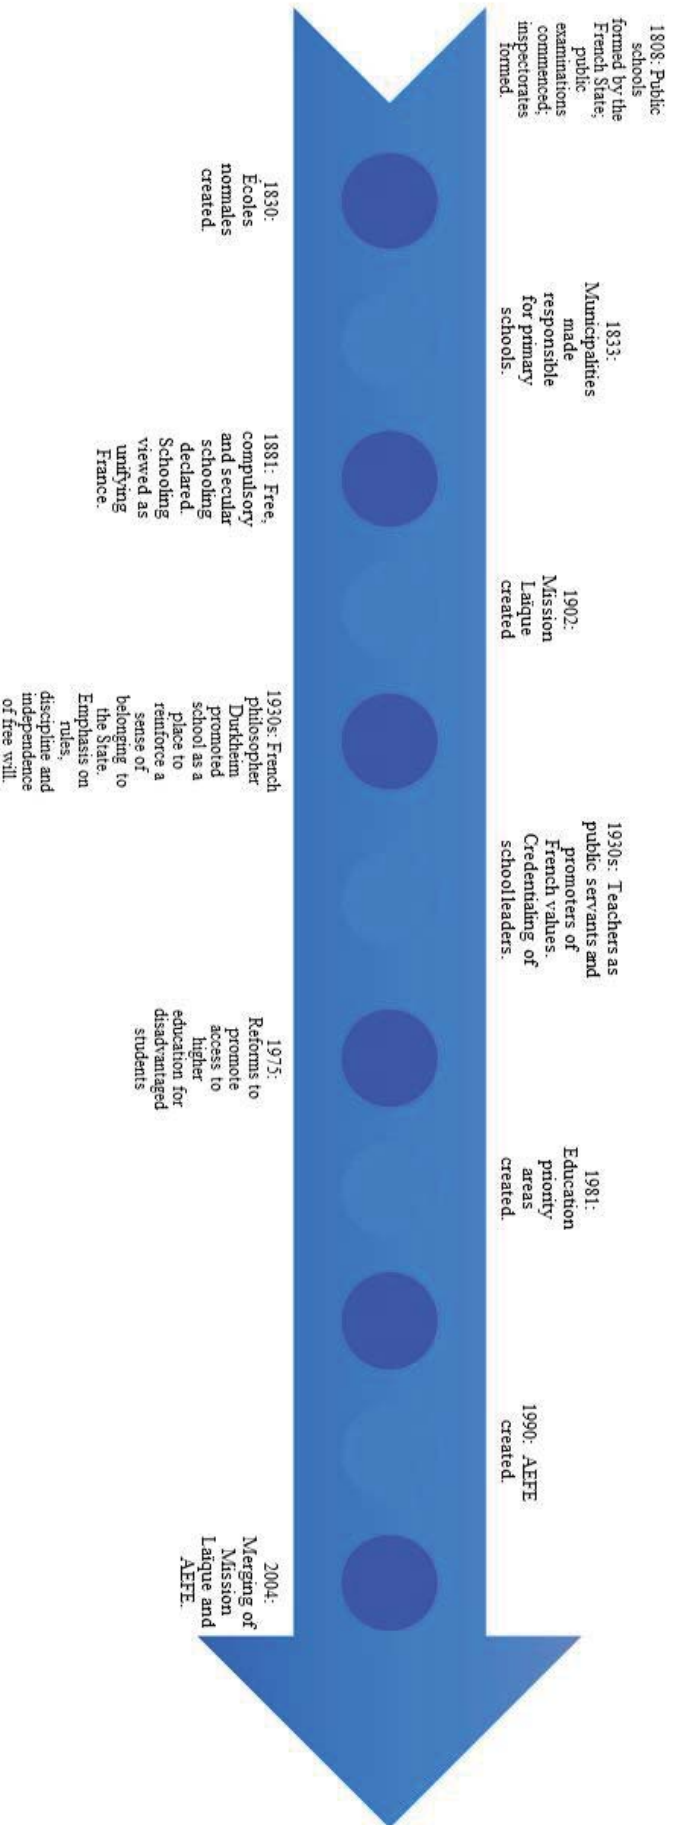 1808: Public
schools
formed by the
French State;
public
examinations
commenced;
inspectorates
formed.
1830:
Écoles
normales
created.
1833:
Municipalities
made
responsible
for primary
schools.
1881: Free,
compulsory
and secular
schooling
declared.
Schooling
viewed as
unifying
France.
1902:
Mission
Laïque
created
1930s: French
philosopher
Durkheim
promoted
school as a
place to
reinforce a
sense of
belonging to
the State.
Emphasis on
rules,
discipline and
independence
of free will.
1930s: Teachers as
public servants and
promoters of
French values.
Credentialing of
school leaders.
1975:
Reforms to
promote
access to
higher
education for
disadvantaged
students
1981:
Education
priority
areas
created.
1990: AEFE
created.
2004:
Merging of
Mission
Laïque and
AEFE.